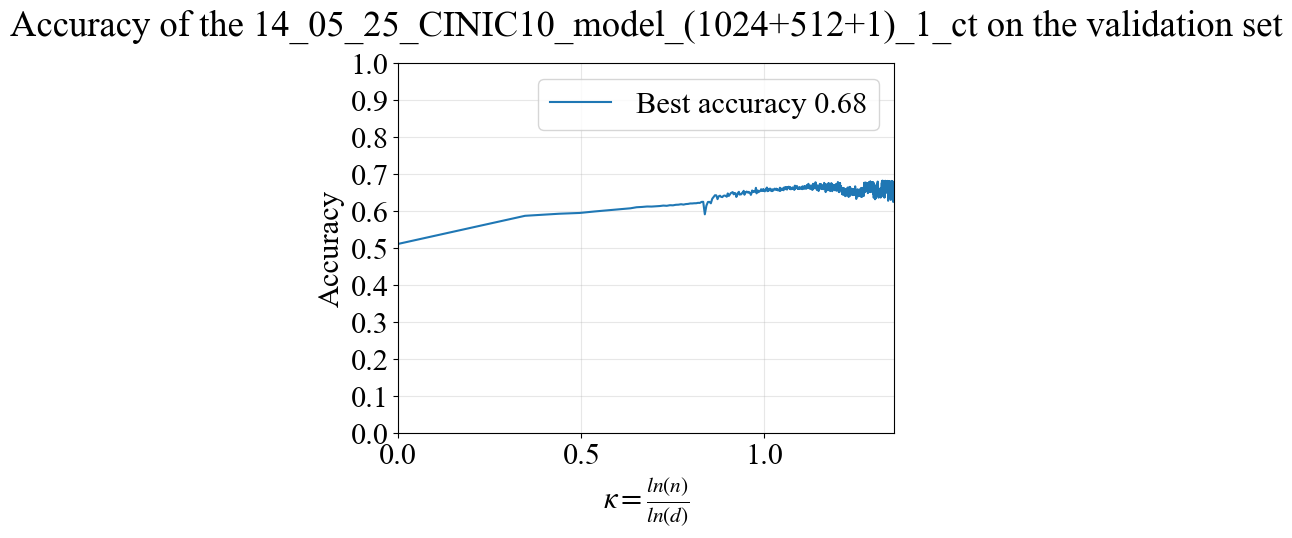 Accuracy of the 14_05_25_CINIC10_model_(1024+512+1)_1_ct on the validation set
Best accuracy 0.68
Accuracy
1.0
0.9
0.8
0.7
0.6
0.5
0.4
0.3
0.2
0.1
0.0
0.0 0.5 1.0
κ = ln(n)/ln(d)